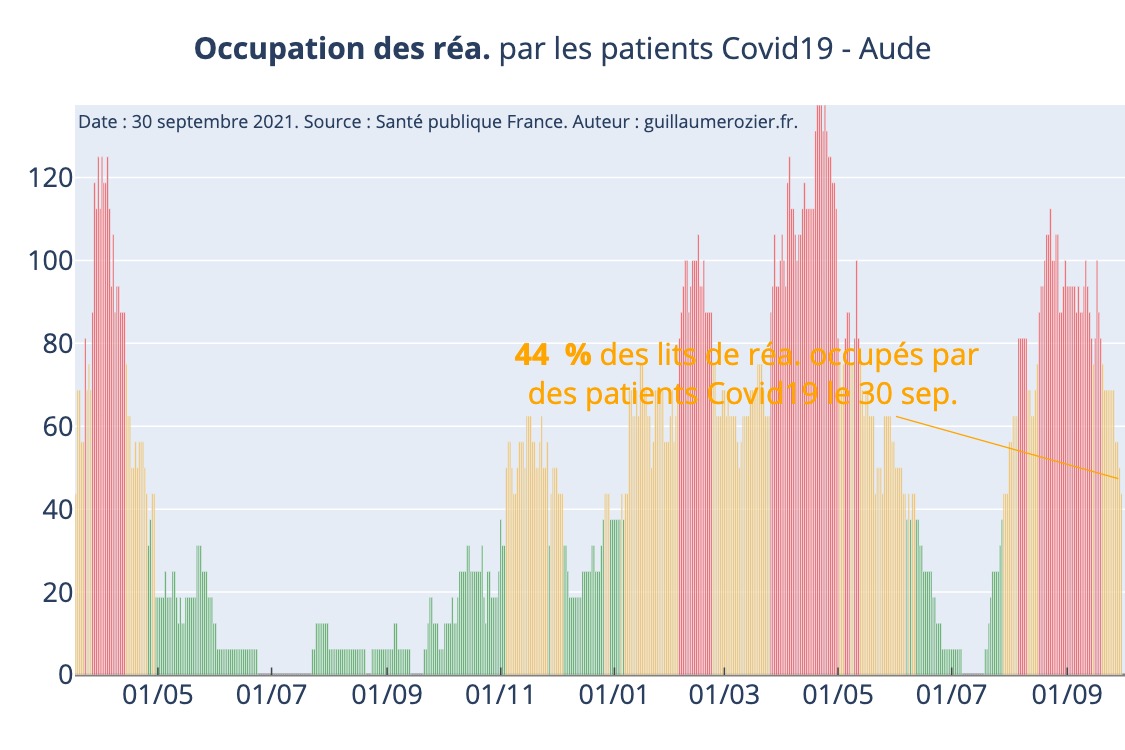 Occupation des réa. par les patients Covid19 - Aude
Date : 30 septembre 2021. Source : Santé publique France. Auteur : guillaumerozier.fr.
120
100
80
60
40
20
0
44 % des lits de réa. occupés par
des patients Covid19 le 30 sep.
01/05 01/07 01/09 01/11 01/01 01/03 01/05 01/07 01/09